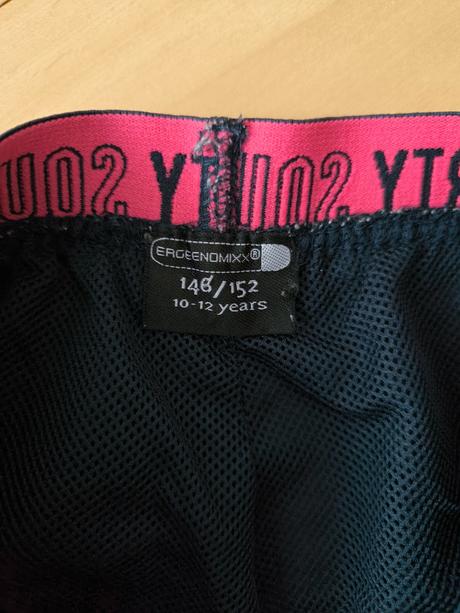 ERGEENOMIXX®
146/152
10-12 years